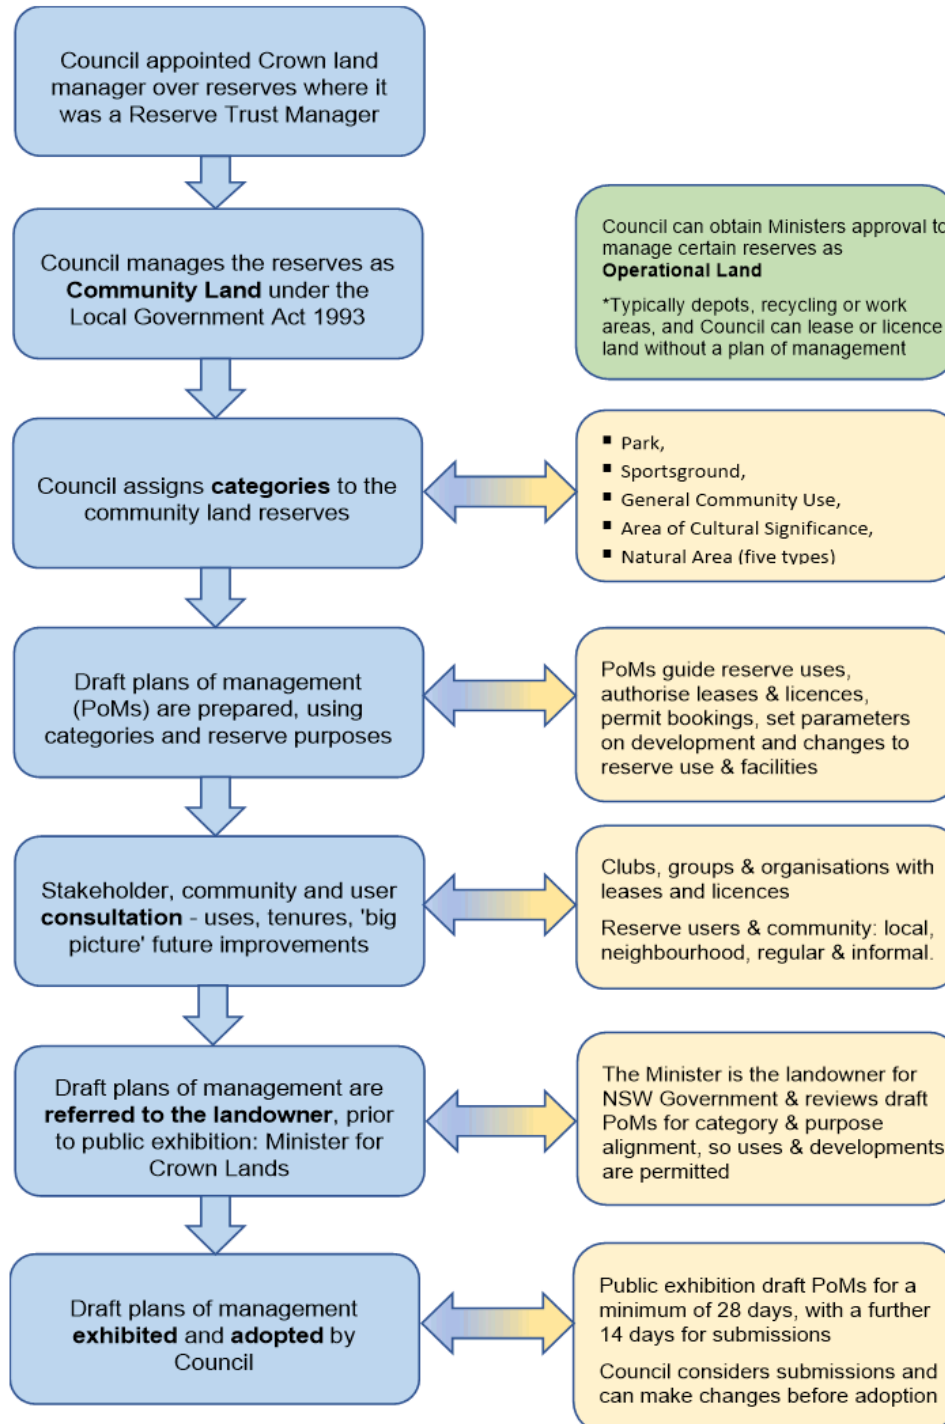 Council appointed Crown land
manager over reserves where it
was a Reserve Trust Manager
Council manages the reserves as
Community Land under the
Local Government Act 1993
Council can obtain Ministers approval to
manage certain reserves as
Operational Land
*Typically depots, recycling or work
areas, and Council can lease or licence
land without a plan of management
Council assigns categories to the
community land reserves
▪ Park,
▪ Sportsground,
▪ General Community Use,
▪ Area of Cultural Significance,
▪ Natural Area (five types)
Draft plans of management
(PoMs) are prepared, using
categories and reserve purposes
PoMs guide reserve uses,
authorise leases & licences,
permit bookings, set parameters
on development and changes to
reserve use & facilities
Stakeholder, community and user
consultation - uses, tenures, 'big
picture' future improvements
Clubs, groups & organisations with
leases and licences
Reserve users & community: local,
neighbourhood, regular & informal.
Draft plans of management are
referred to the landowner, prior
to public exhibition: Minister for
Crown Lands
The Minister is the landowner for
NSW Government & reviews draft
PoMs for category & purpose
alignment, so uses & developments
are permitted
Draft plans of management
exhibited and adopted by
Council
Public exhibition draft PoMs for a
minimum of 28 days, with a further
14 days for submissions
Council considers submissions and
can make changes before adoption